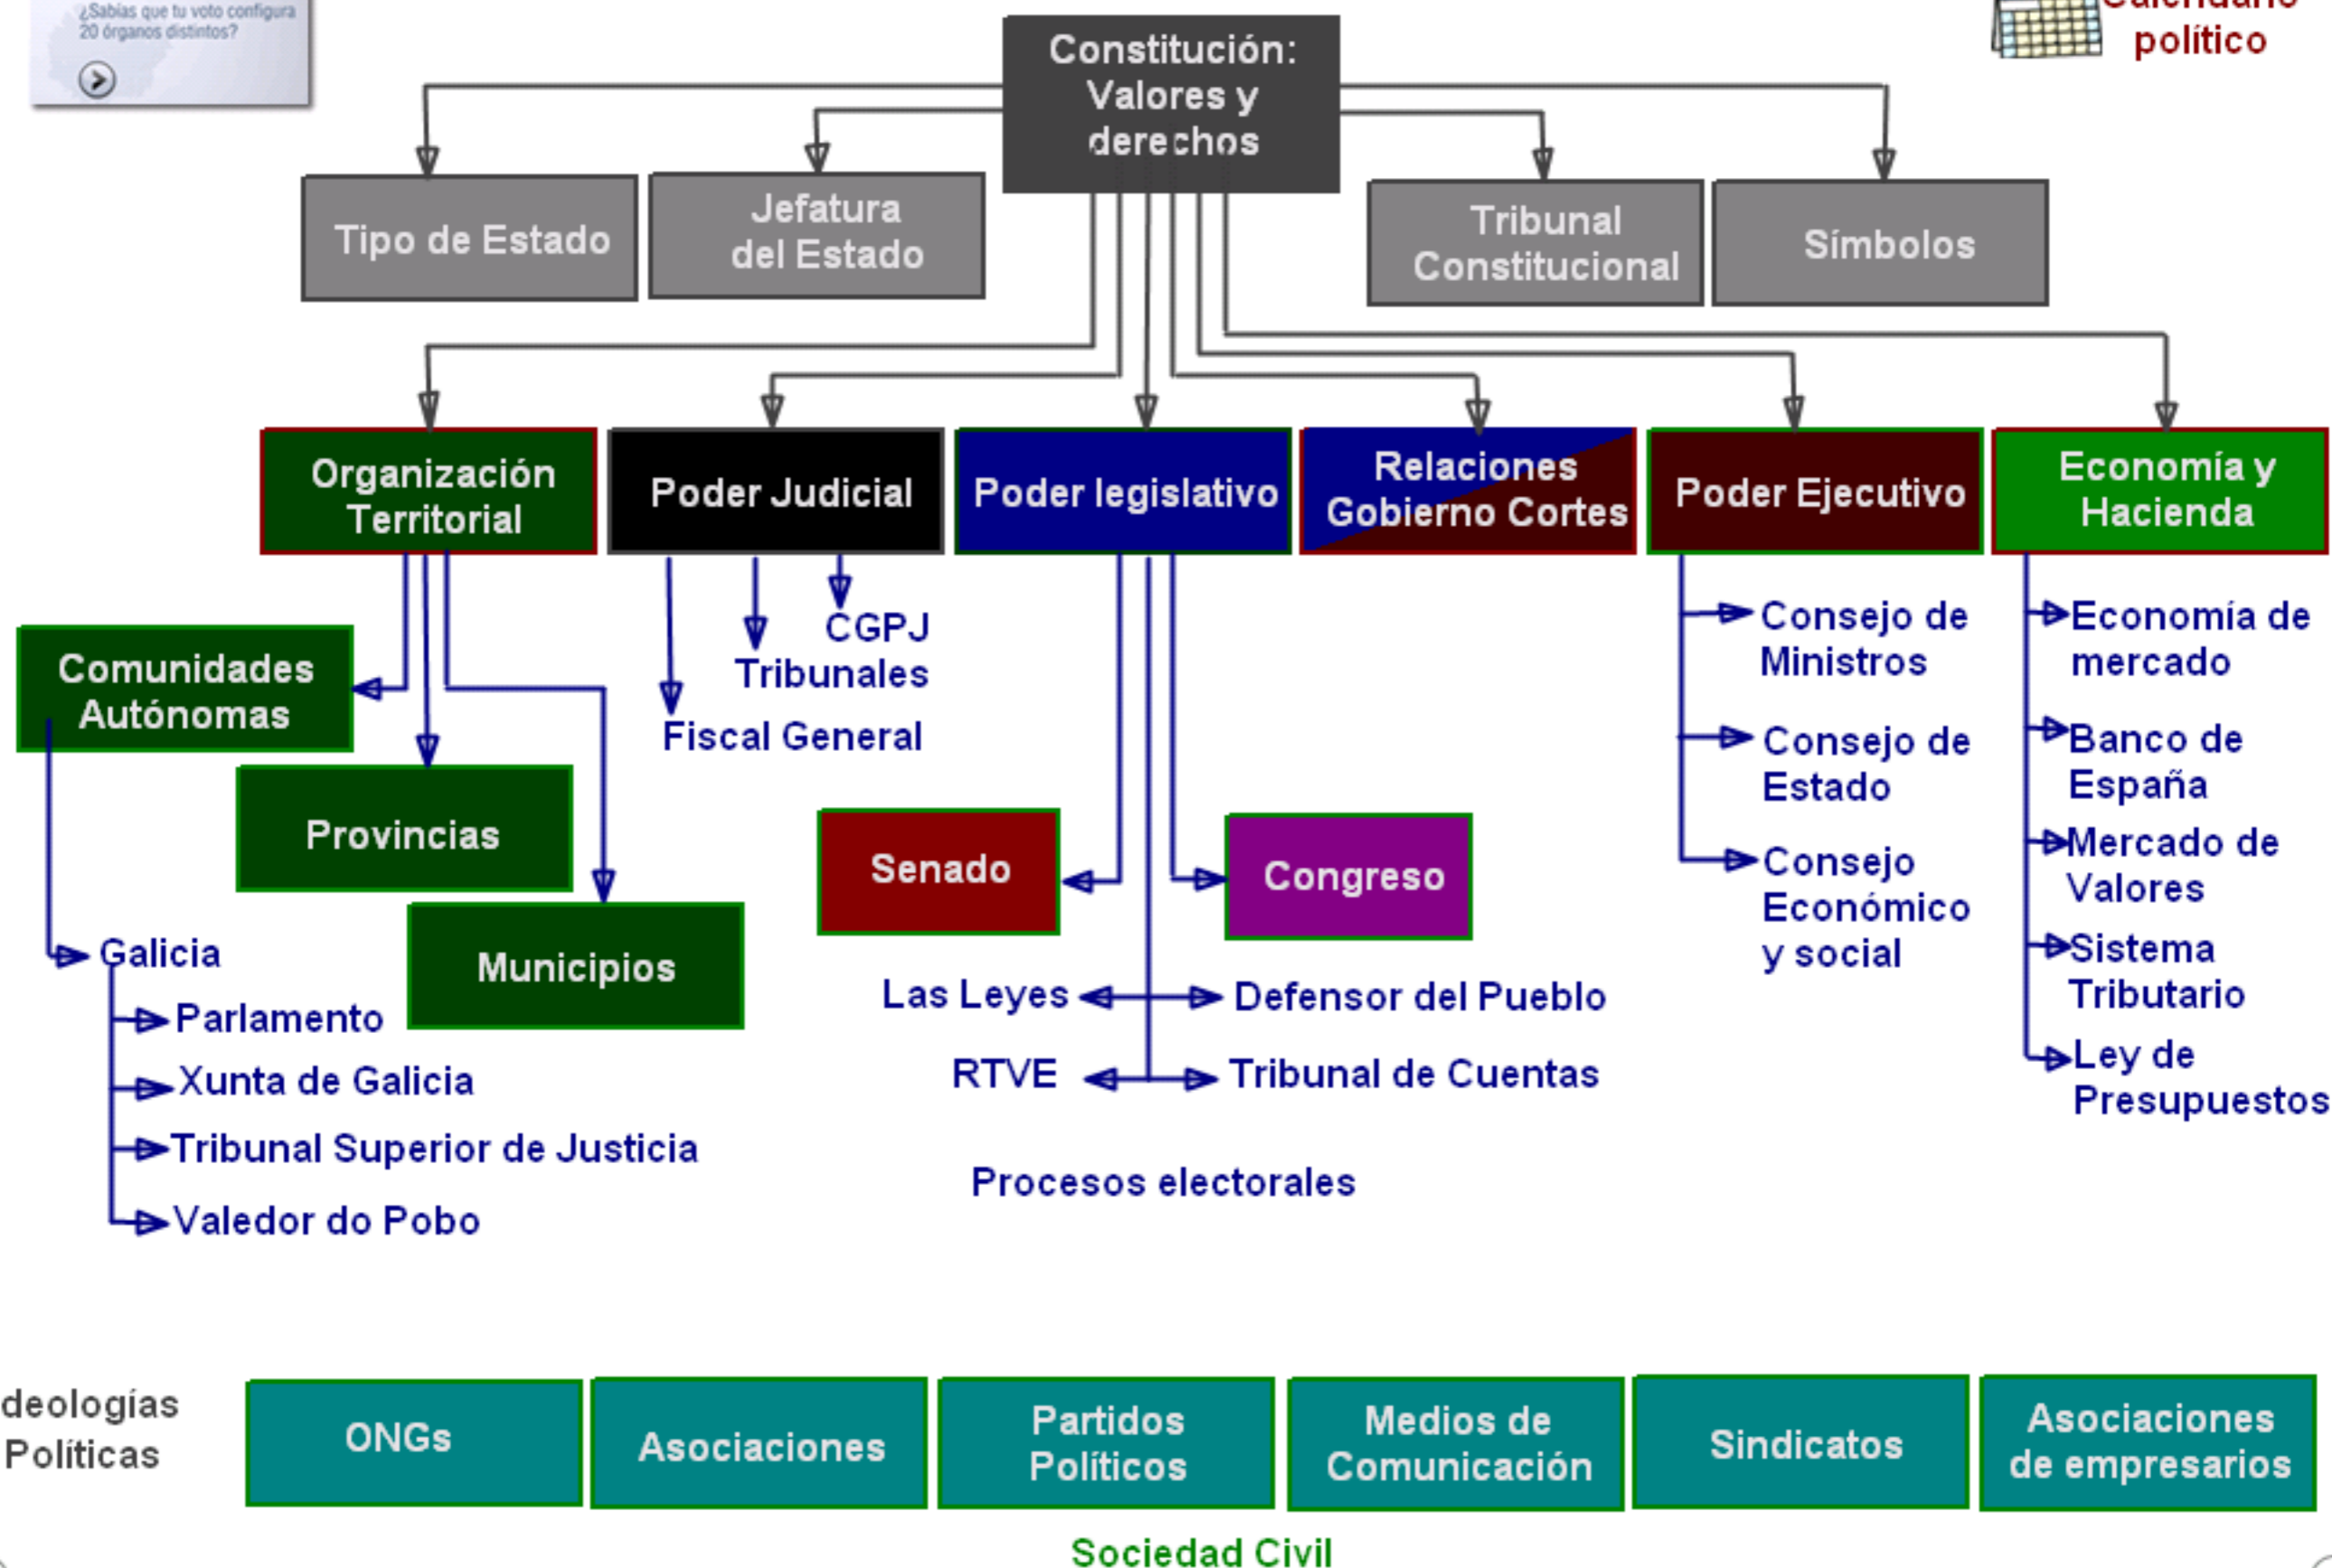 ¿Sabías que tu voto configura
20 órganos distintos?
Calendario
político
Constitución:
Valores y
derechos
Tipo de Estado
Jefatura
del Estado
Tribunal
Constitucional
Símbolos
Organización
Territorial
Poder Judicial
Poder legislativo
Relaciones
Gobierno Cortes
Poder Ejecutivo
Economía y
Hacienda
Comunidades
Autónomas
Provincias
Municipios
Galicia
Parlamento
Xunta de Galicia
Tribunal Superior de Justicia
Valedor do Pobo
CGPJ
Tribunales
Fiscal General
Senado
Congreso
Las Leyes
Defensor del Pueblo
RTVE
Tribunal de Cuentas
Procesos electorales
Consejo de
Ministros
Consejo de
Estado
Consejo
Económico
y social
Economía de
mercado
Banco de
España
Mercado de
Valores
Sistema
Tributario
Ley de
Presupuestos
deologías
Políticas
ONGs
Asociaciones
Partidos
Políticos
Medios de
Comunicación
Sindicatos
Asociaciones
de empresarios
Sociedad Civil